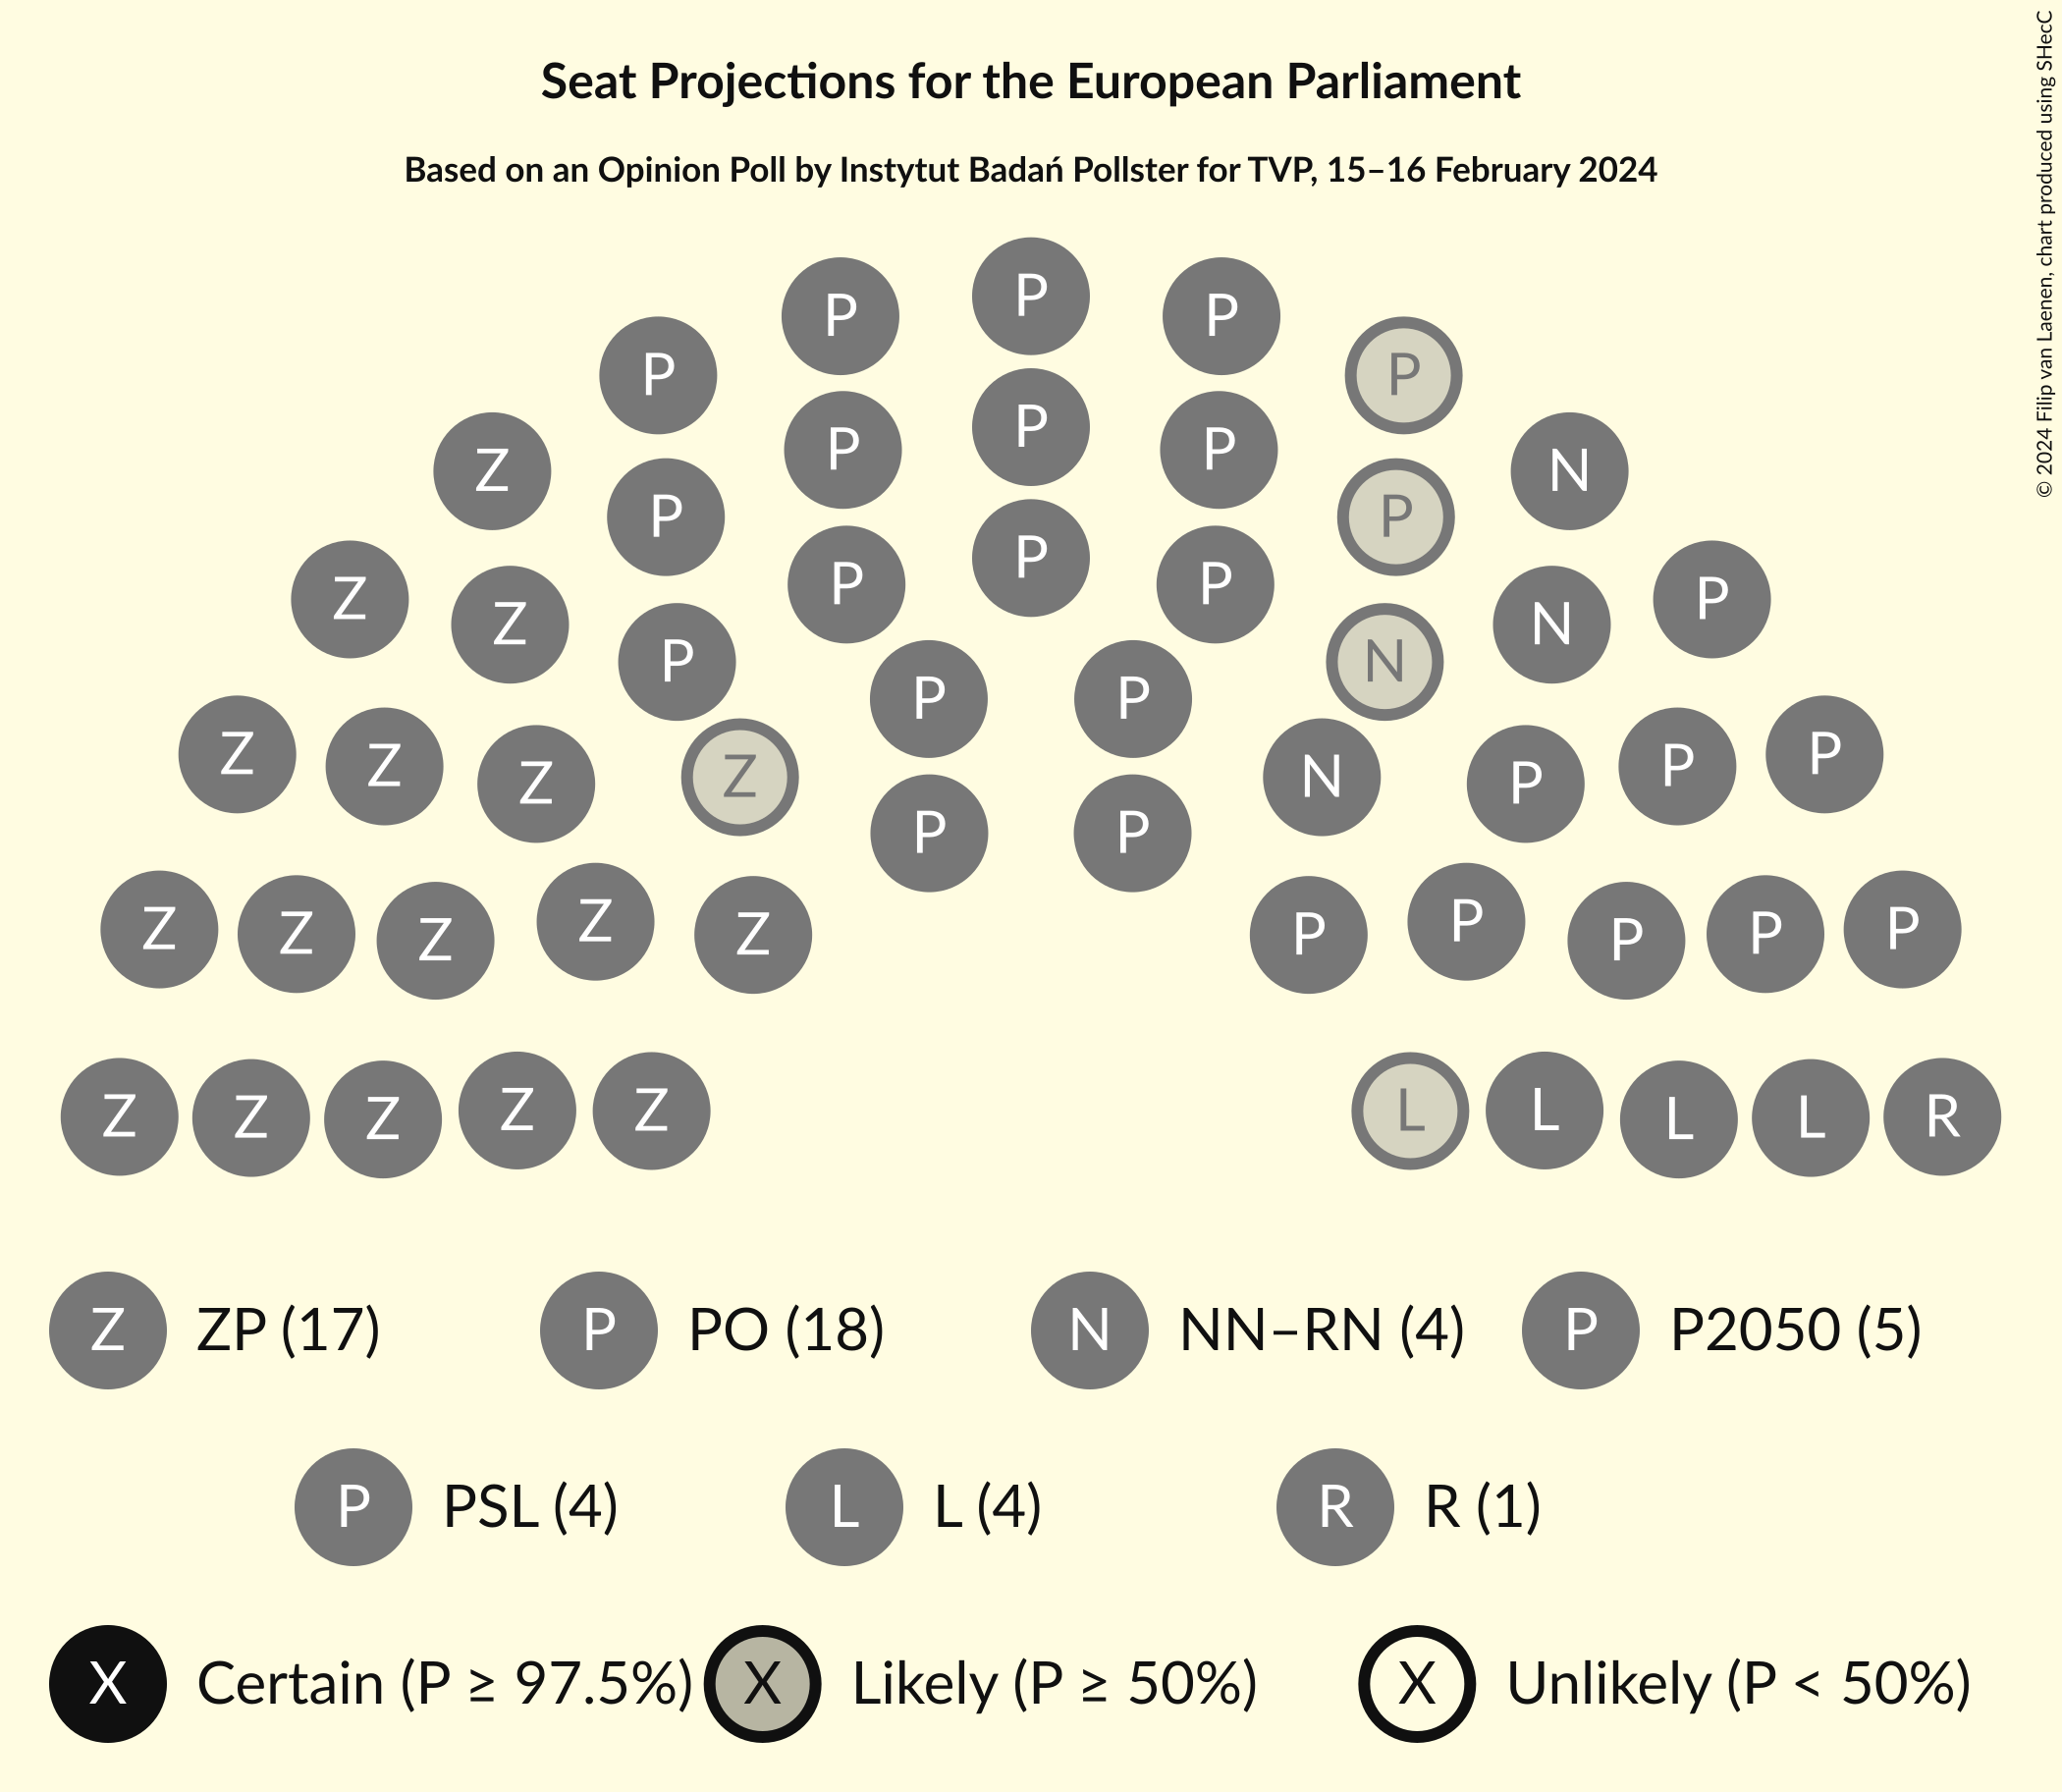 Seat Projections for the European Parliament
Based on an Opinion Poll by Instytut Badań Pollster for TVP, 15–16 February 2024
© 2024 Filip van Laenen, chart produced using SHecC
P
P P
P P
Z N
P
P P
P P
Z P
Z N
P
P P
P N
Z P
Z P
Z P
P P
Z N
P P
Z P
Z P
Z P
Z P
Z P
Z Z Z Z Z L L L L R
Z ZP (17) P PO (18) N NN–RN (4) P P2050 (5)
P PSL (4) L L (4) R R (1)
X Certain (P ≥ 97.5%) X Likely (P ≥ 50%) X Unlikely (P < 50%)